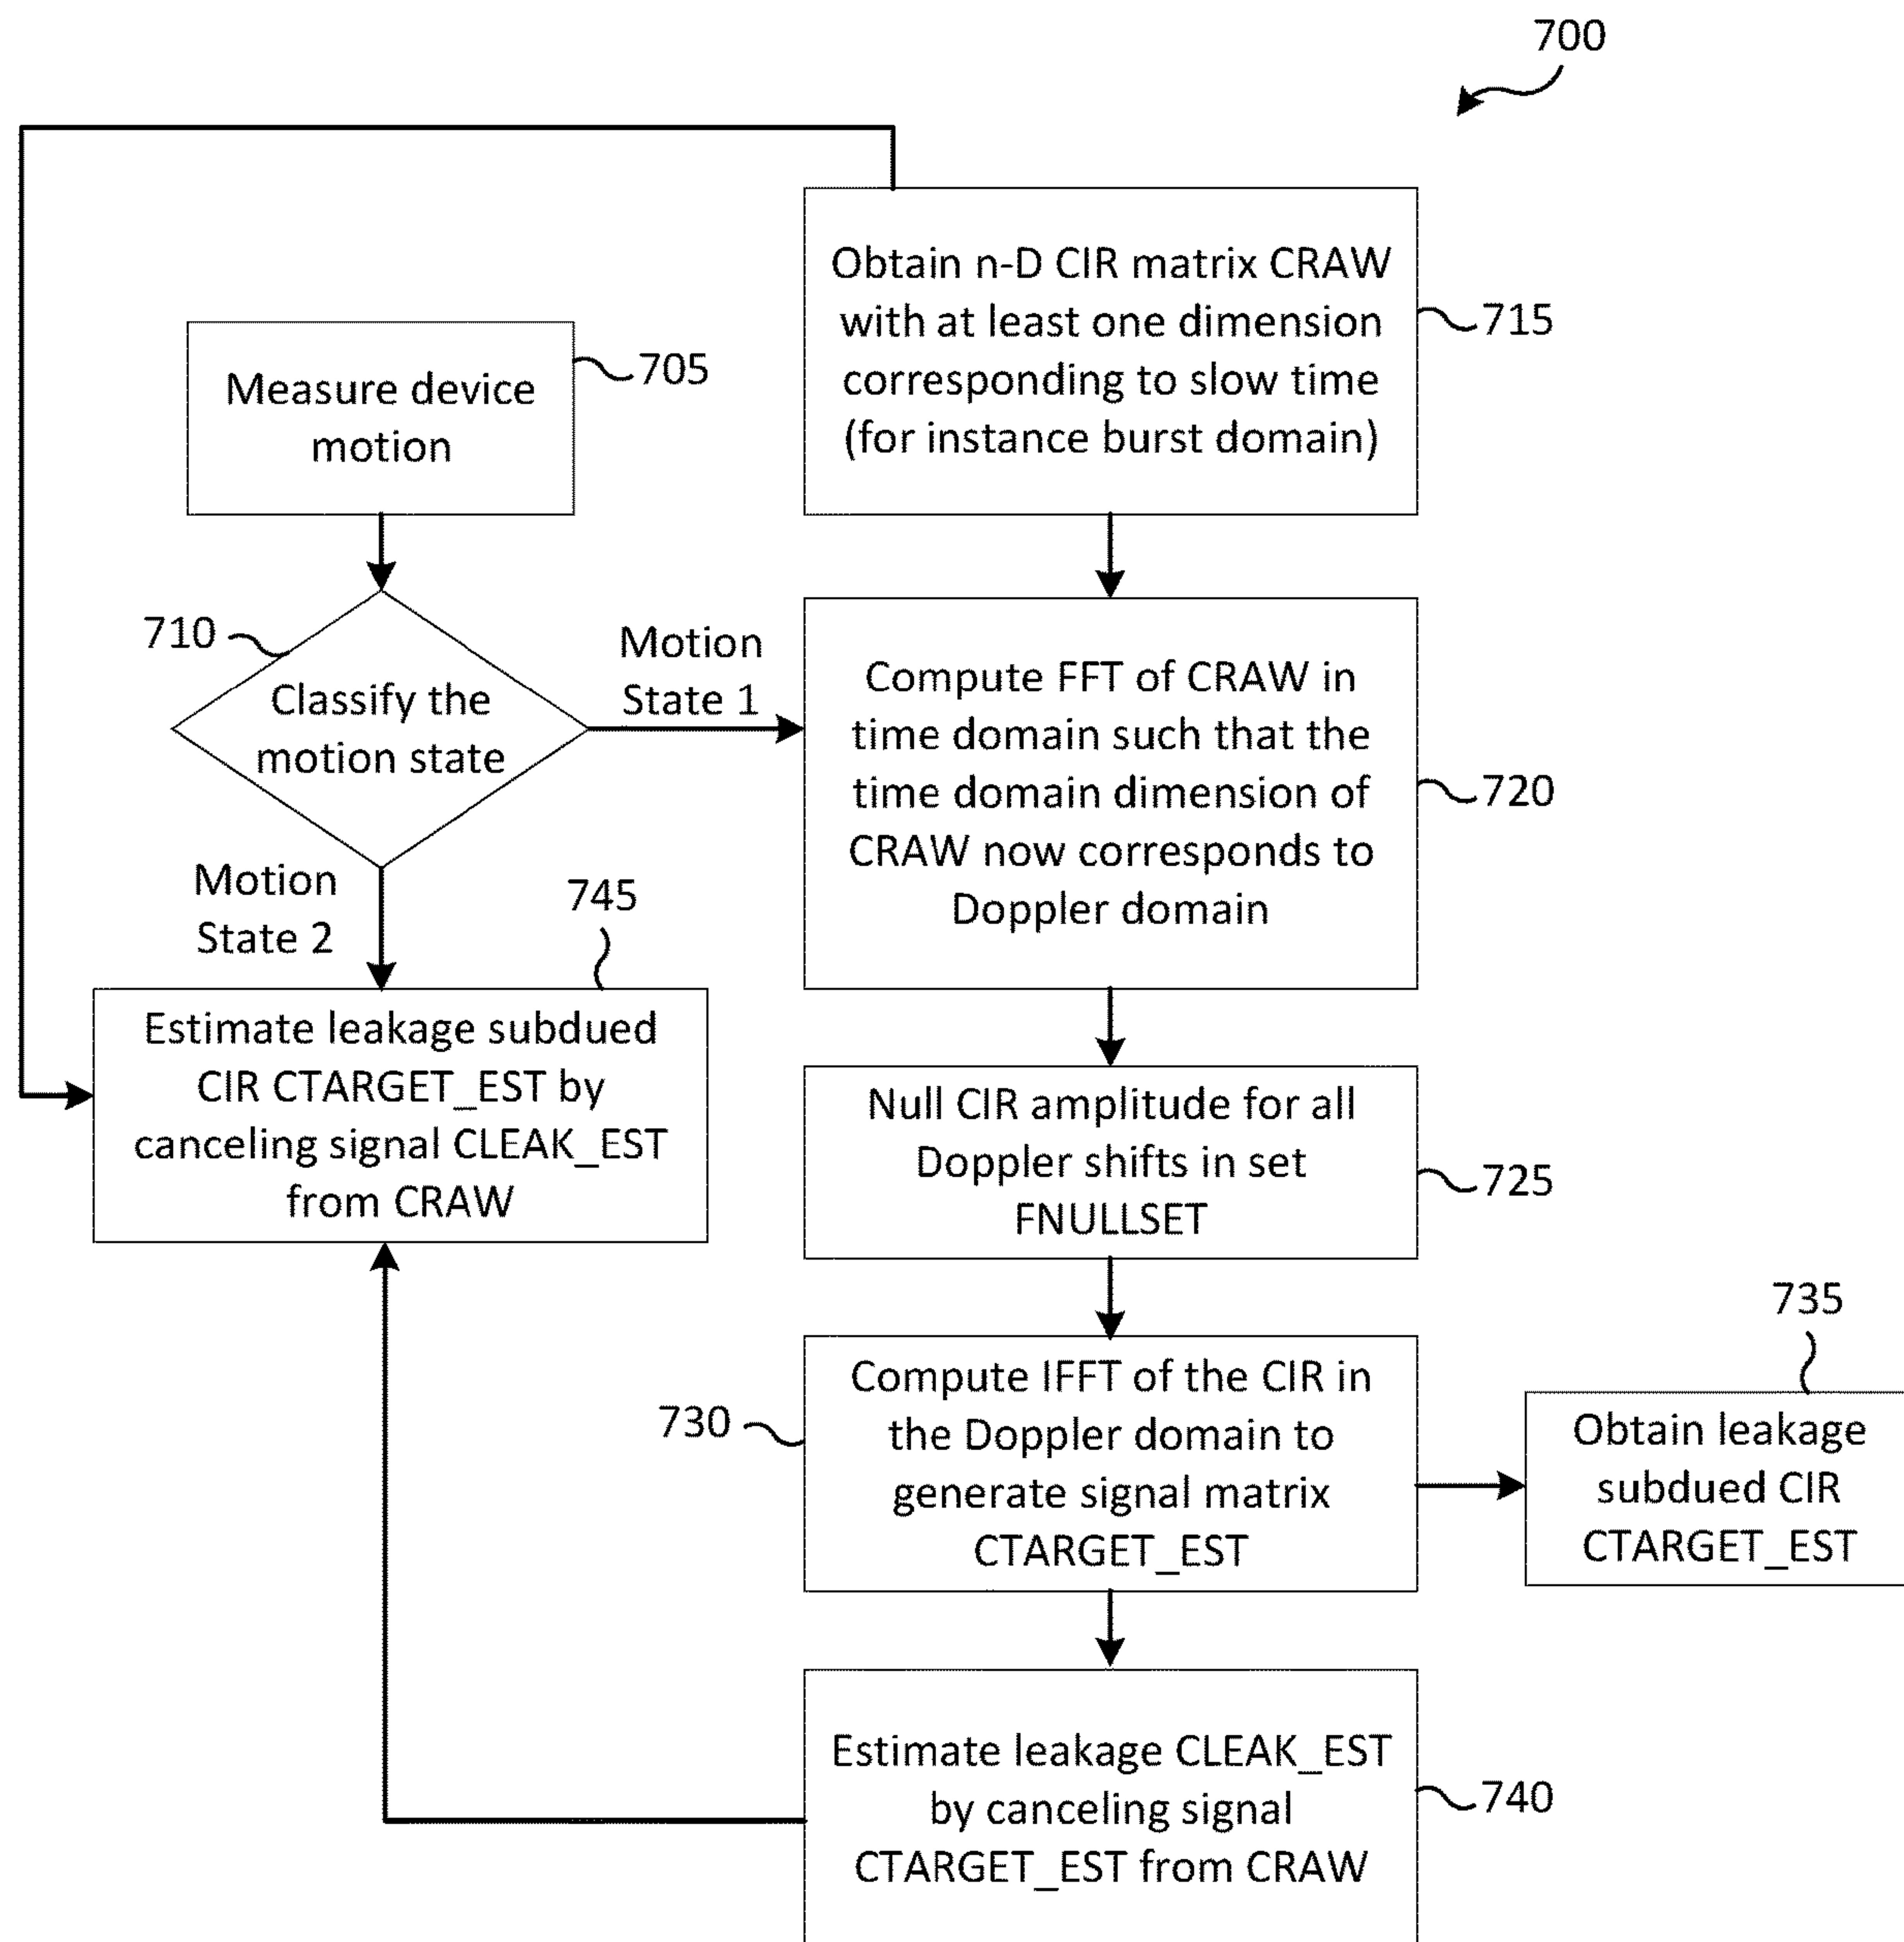 700
Obtain n-D CIR matrix CRAW
with at least one dimension
corresponding to slow time
(for instance burst domain)
715
Measure device
motion
705
710
Classify the
motion state
Motion
State 1
Motion
State 2
Compute FFT of CRAW in
time domain such that the
time domain dimension of
CRAW now corresponds to
Doppler domain
720
745
Estimate leakage subdued
CIR CTARGET_EST by
canceling signal CLEAK_EST
from CRAW
Null CIR amplitude for all
Doppler shifts in set
FNULLSET
725
730
Compute IFFT of the CIR in
the Doppler domain to
generate signal matrix
CTARGET_EST
735
Obtain leakage
subdued CIR
CTARGET_EST
Estimate leakage CLEAK_EST
by canceling signal
CTARGET_EST from CRAW
740